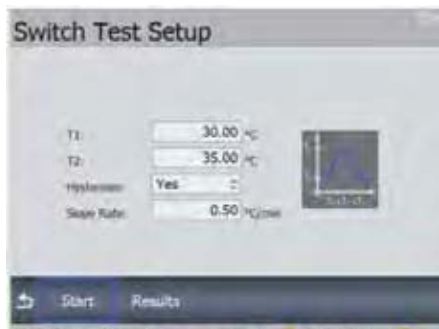 Switch Test Setup
T1: 30.00 °C
T2: 35.00 °C
Hysteresis: Yes
Slope Rate: 0.50 °C/min
Start Results